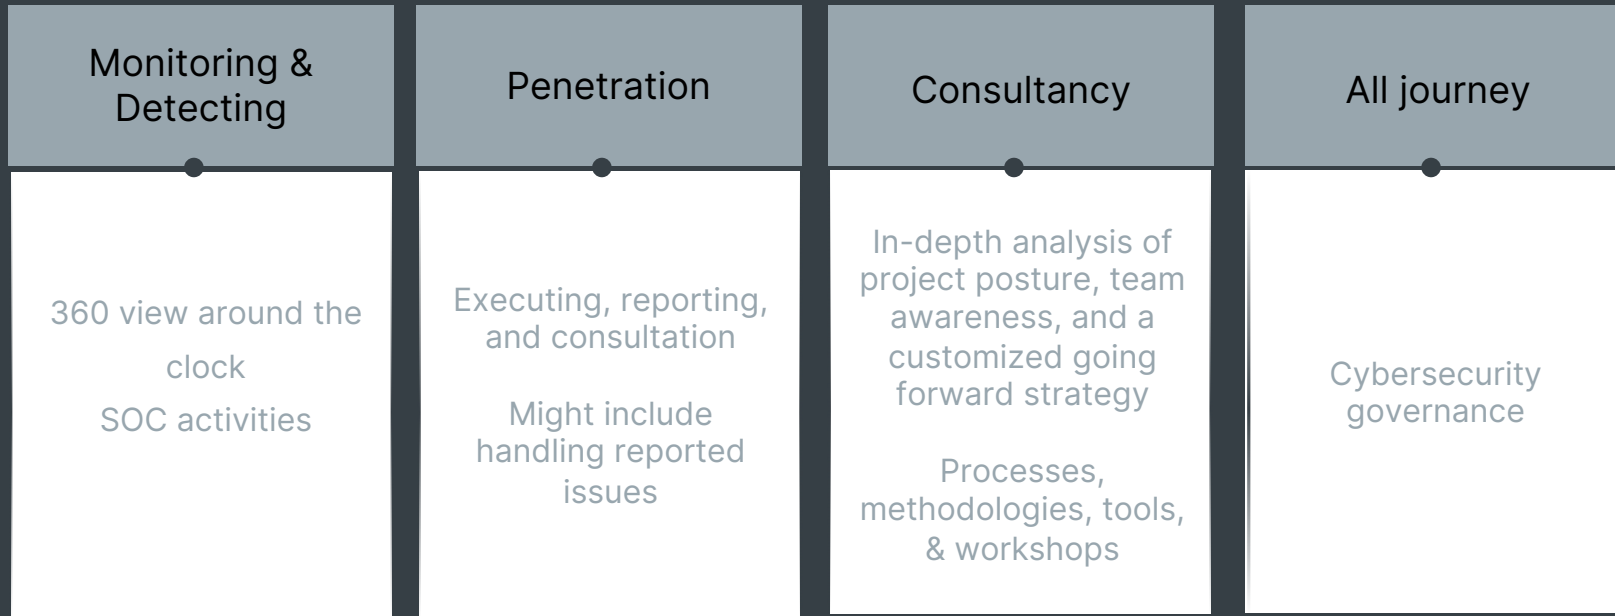 Monitoring &
Detecting
360 view around the
clock
SOC activities
Penetration
Executing, reporting,
and consultation
Might include
handling reported
issues
Consultancy
In-depth analysis of
project posture, team
awareness, and a
customized going
forward strategy
Processes,
methodologies, tools,
& workshops
All journey
Cybersecurity
governance